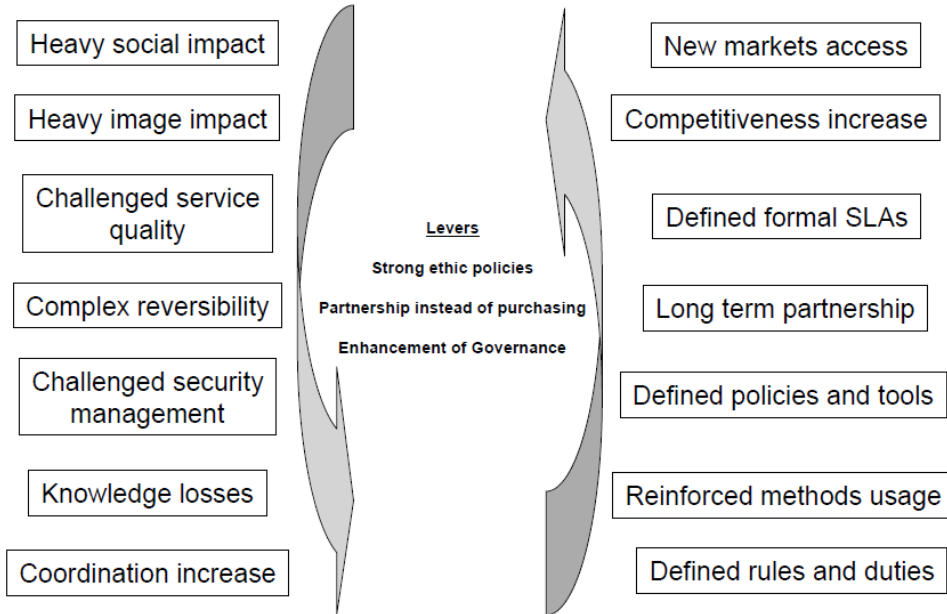 Heavy social impact
Heavy image impact
Challenged service
quality
Complex reversibility
Challenged security
management
Knowledge losses
Coordination increase
Levers
Strong ethic policies
Partnership instead of purchasing
Enhancement of Governance
New markets access
Competitiveness increase
Defined formal SLAs
Long term partnership
Defined policies and tools
Reinforced methods usage
Defined rules and duties